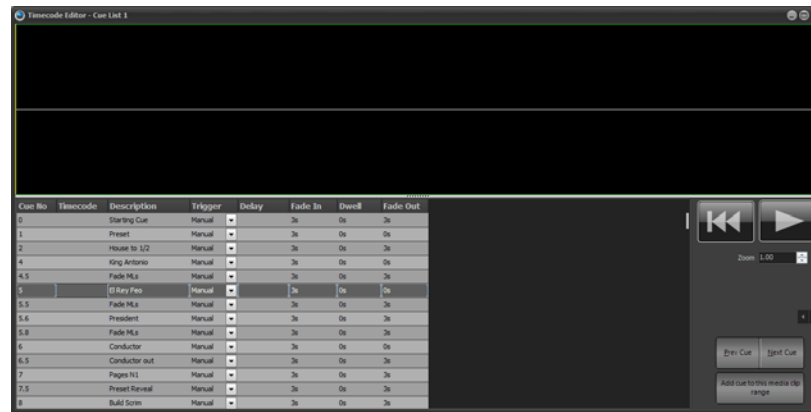 Timecode Editor - Cue List 1
Cue No Timecode Description Trigger Delay Fade In Dwell Fade Out
0 Starting Cue Manual 3s 0s 3s
1 Preset Manual 3s 0s 3s
2 House to 1/2 Manual 3s 0s 3s
4 King Antonio Manual 3s 0s 0s
4.5 Fade MLs Manual 3s 0s 3s
5 El Rey Feo Manual 3s 0s 0s
5.5 Fade MLs Manual 3s 0s 3s
5.6 President Manual 3s 0s 3s
5.8 Fade MLs Manual 3s 0s 3s
6 Conductor Manual 3s 0s 0s
6.5 Conductor out Manual 3s 0s 3s
7 Pages N1 Manual 3s 0s 3s
7.5 Preset Reveal Manual 3s 0s 3s
8 Build Scrim Manual 3s 0s 3s
Zoom 1.00
Prev Cue Next Cue
Add cue to this media clip
range